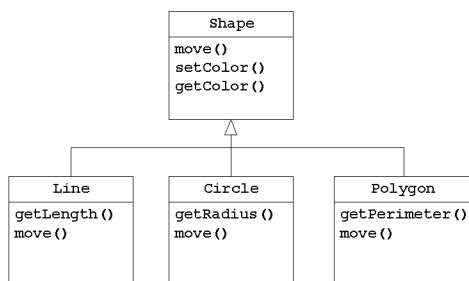 Shape
move()
setColor()
getColor()
Line
getLength()
move()
Circle
getRadius()
move()
Polygon
getPerimeter()
move()